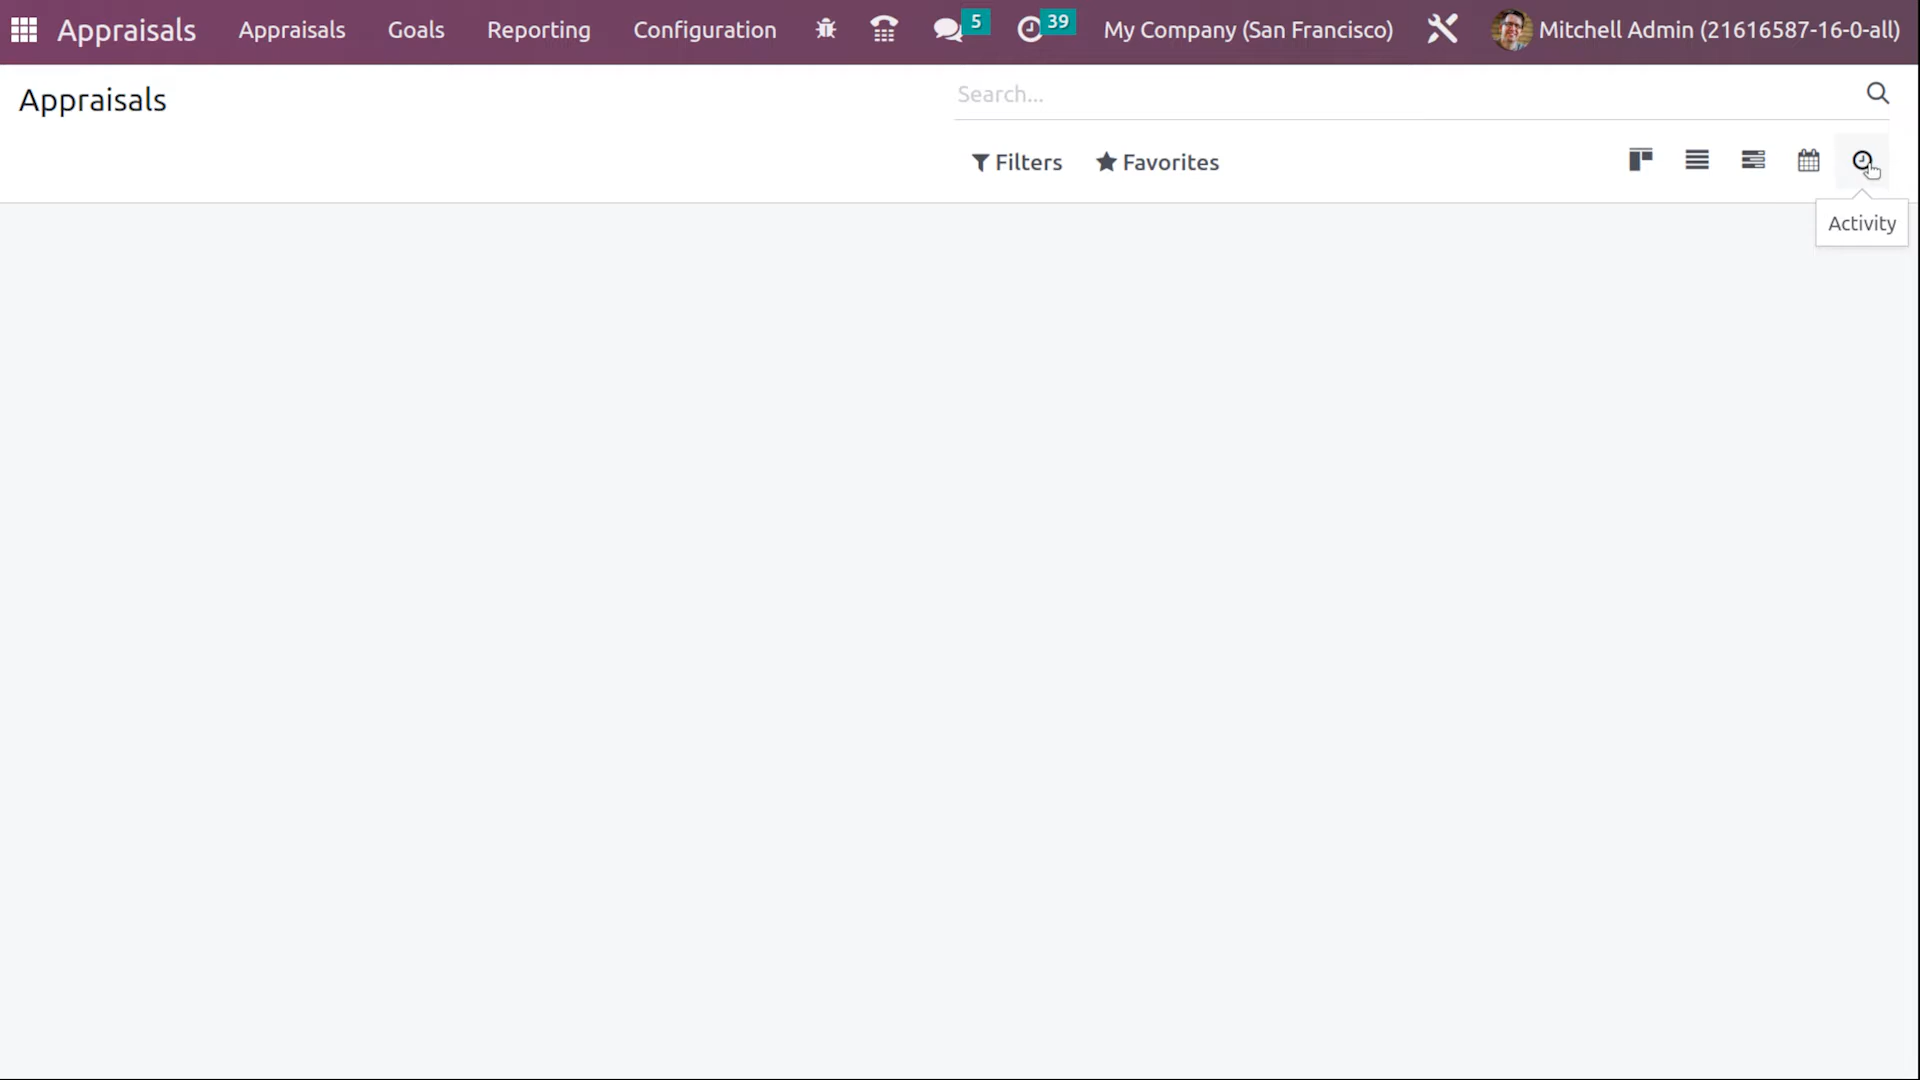 Appraisals Appraisals Goals Reporting Configuration 5 39 My Company (San Francisco) Mitchell Admin (21616587-16-0-all)
Appraisals Search...
Filters Favorites
Activity